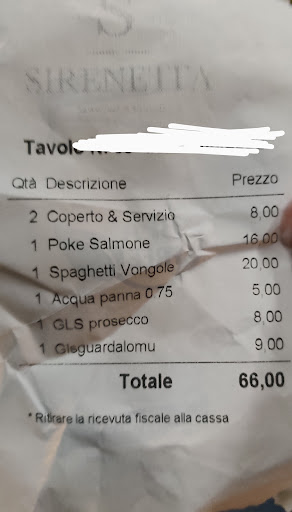 S
SIRENETTA
Tavolo
Qtà Descrizione Prezzo
2 Coperto & Servizio 8,00
1 Poke Salmone 16,00
1 Spaghetti Vongole 20,00
1 Acqua panna 0.75 5,00
1 GLS prosecco 8,00
1 Glsguardalomu 9,00
Totale 66,00
* Ritirare la ricevuta fiscale alla cassa